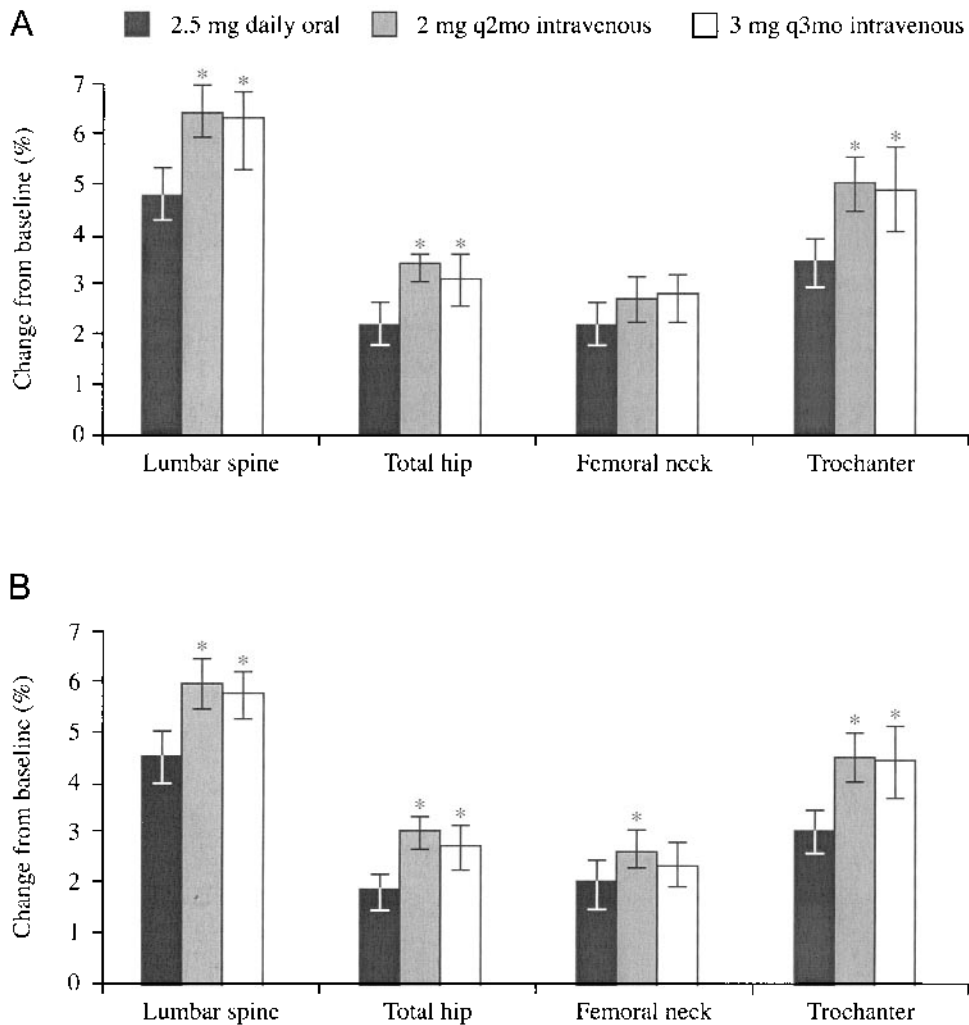 A
2.5 mg daily oral 2 mg q2mo intravenous 3 mg q3mo intravenous
Change from baseline (%)
7
6
5
4
3
2
1
0
* * * * * *
Lumbar spine Total hip Femoral neck Trochanter
B
Change from baseline (%)
7
6
5
4
3
2
1
0
* * * * * * *
Lumbar spine Total hip Femoral neck Trochanter